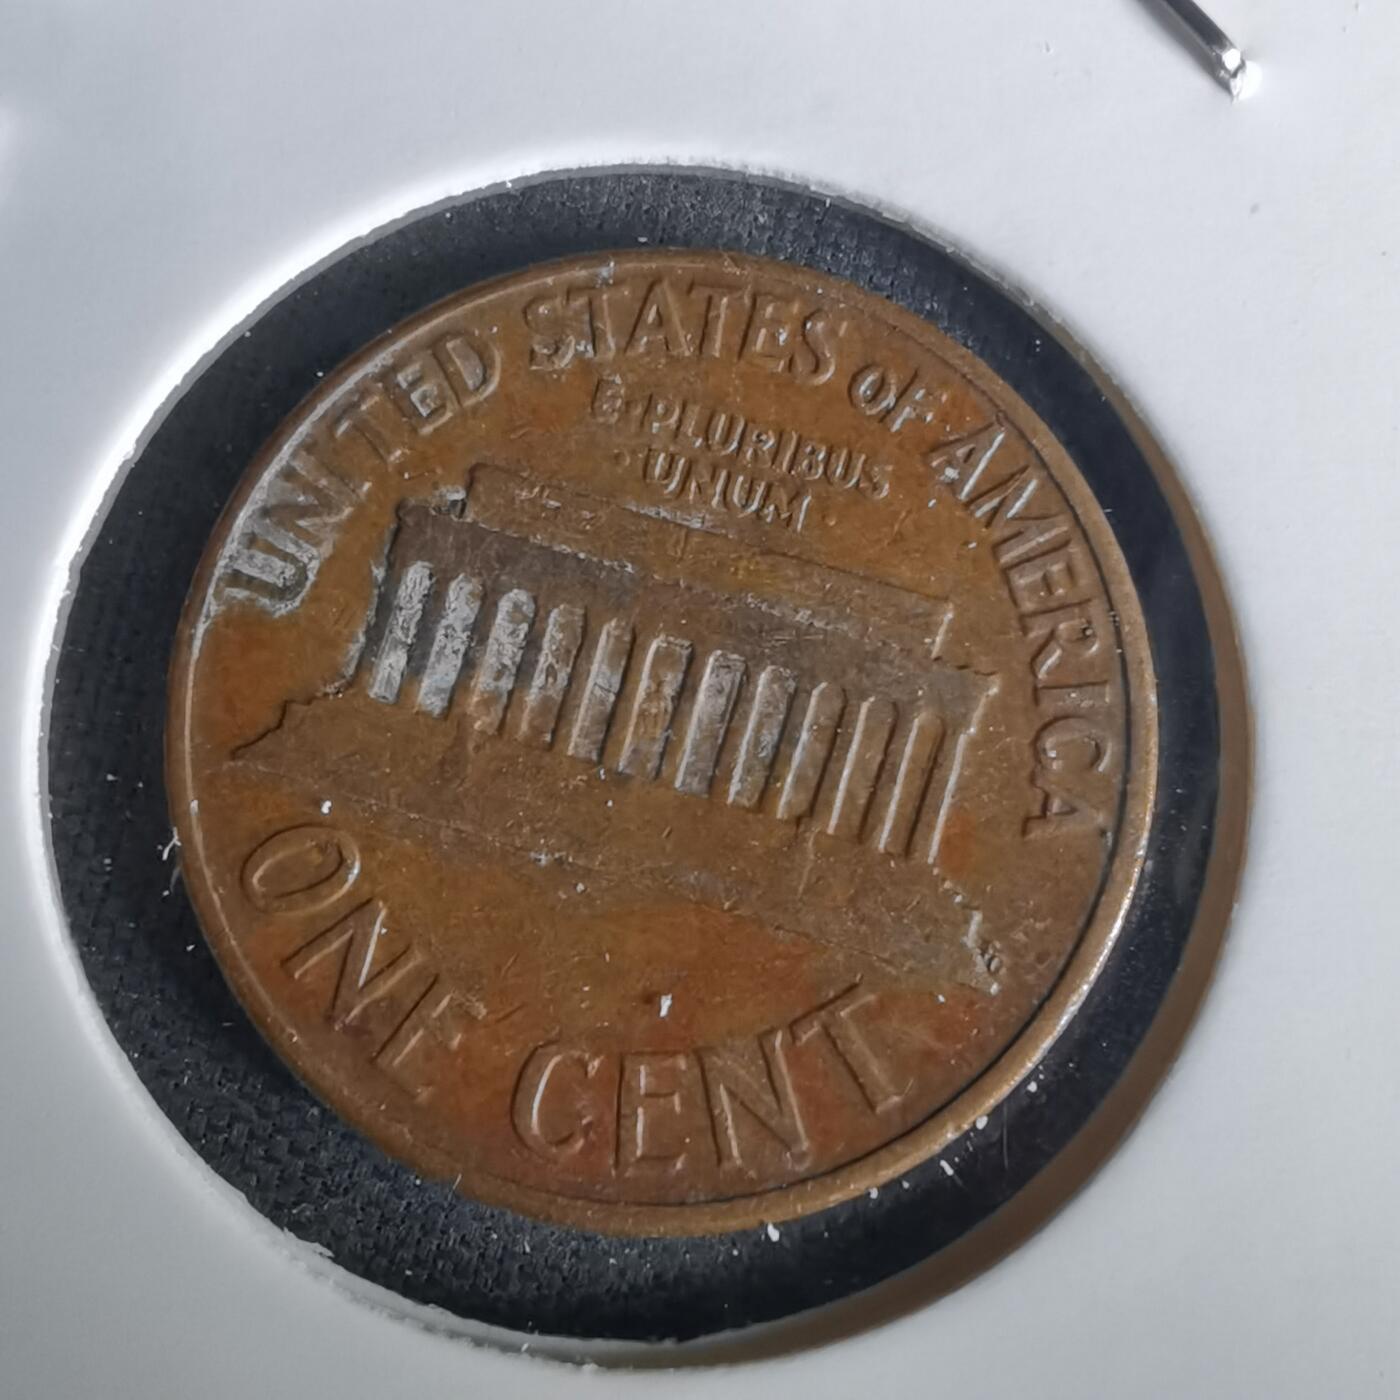 UNITED STATES OF AMERICA
E·PLURIBUS
·UNUM·
ONE CENT